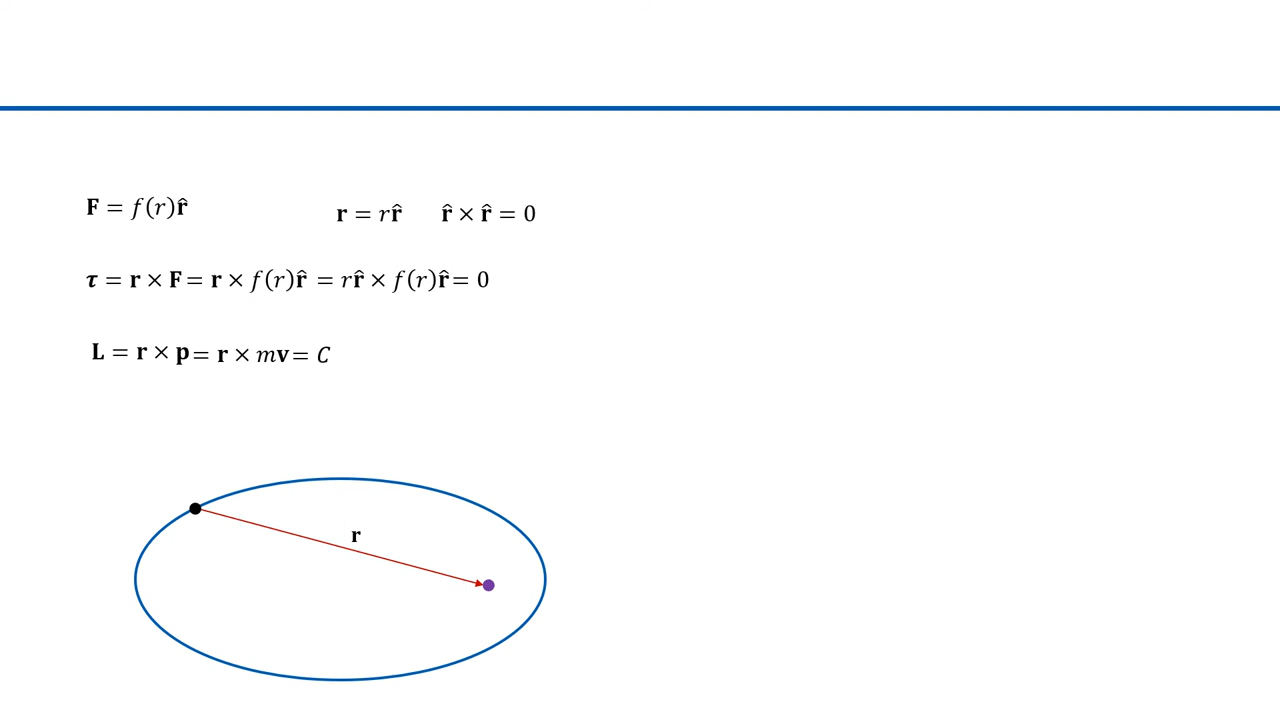 𝐅 = 𝑓(𝑟)𝐫̂    𝐫 = 𝑟𝐫̂    𝐫̂ × 𝐫̂ = 0
𝝉 = 𝐫 × 𝐅 = 𝐫 × 𝑓(𝑟)𝐫̂ = 𝑟𝐫̂ × 𝑓(𝑟)𝐫̂ = 0
𝐋 = 𝐫 × 𝐩 = 𝐫 × 𝑚𝐯 = 𝐶
𝐫